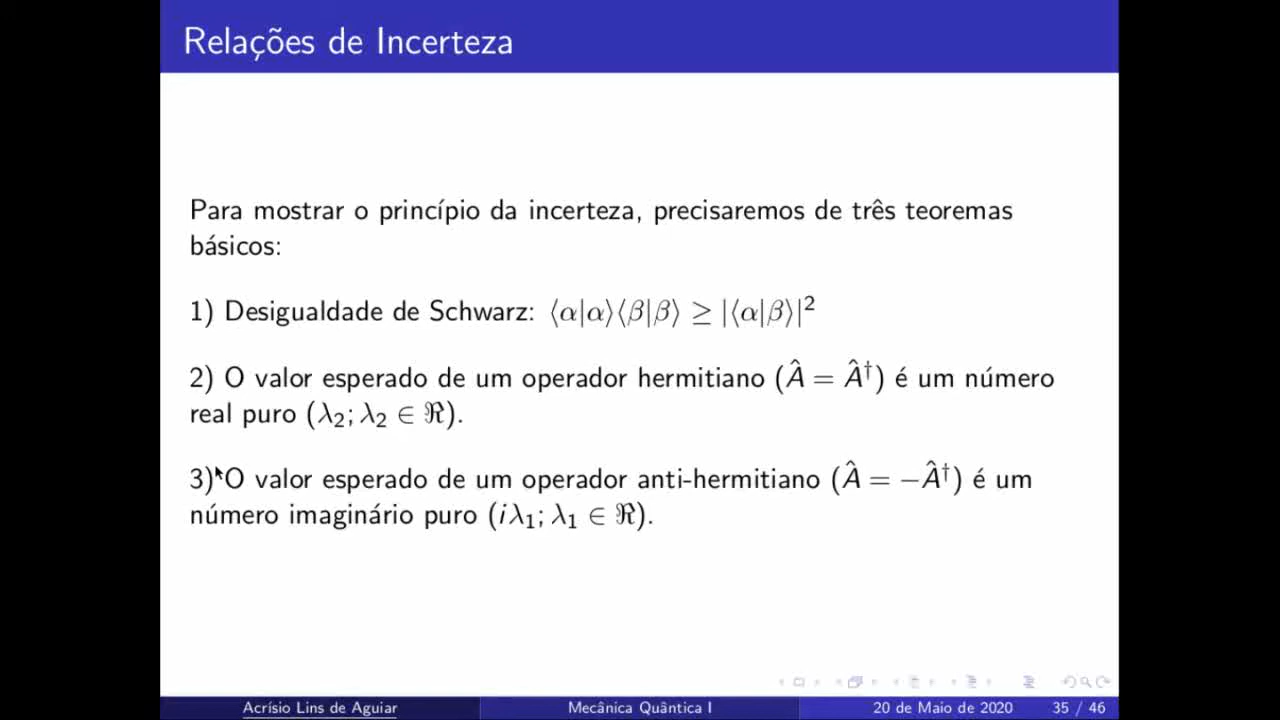 Relações de Incerteza
Para mostrar o princípio da incerteza, precisaremos de três teoremas
básicos:
1) Desigualdade de Schwarz: ⟨α|α⟩⟨β|β⟩ ≥ |⟨α|β⟩|²
2) O valor esperado de um operador hermitiano (Â = Â†) é um número
real puro (λ₂; λ₂ ∈ ℜ).
3) O valor esperado de um operador anti-hermitiano (Â = −Â†) é um
número imaginário puro (iλ₁; λ₁ ∈ ℜ).
Acrísio Lins de Aguiar Mecânica Quântica I 20 de Maio de 2020 35 / 46